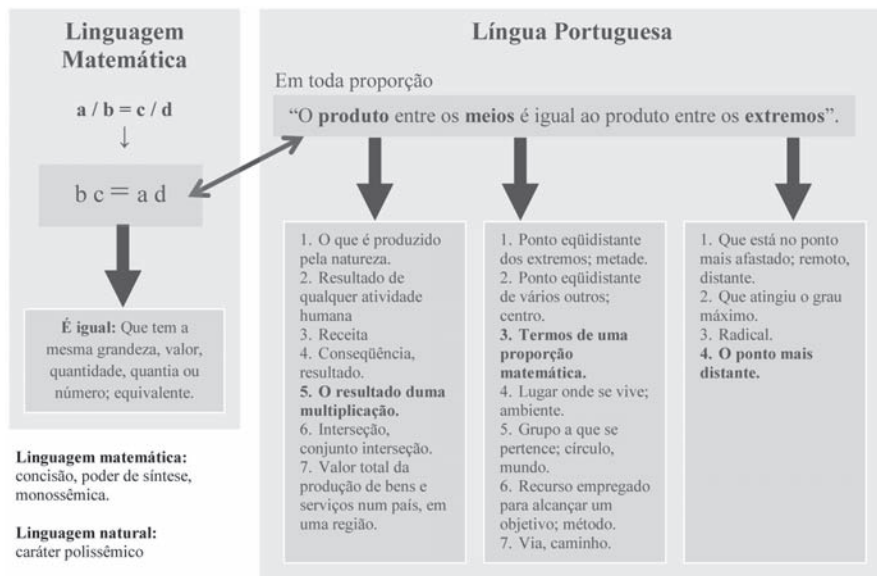 Linguagem
Matemática
a / b = c / d
↓
b c = a d
É igual: Que tem a
mesma grandeza, valor,
quantidade, quantia ou
número; equivalente.
Linguagem matemática:
concisão, poder de síntese,
monossêmica.
Linguagem natural:
caráter polissêmico
Língua Portuguesa
Em toda proporção
“O produto entre os meios é igual ao produto entre os extremos”.
1. O que é produzido
pela natureza.
2. Resultado de
qualquer atividade
humana
3. Receita
4. Conseqüência,
resultado.
5. O resultado duma
multiplicação.
6. Interseção,
conjunto interseção.
7. Valor total da
produção de bens e
serviços num país, em
uma região.
1. Ponto eqüidistante
dos extremos; metade.
2. Ponto eqüidistante
de vários outros;
centro.
3. Termos de uma
proporção
matemática.
4. Lugar onde se vive;
ambiente.
5. Grupo a que se
pertence; círculo,
mundo.
6. Recurso empregado
para alcançar um
objetivo; método.
7. Via, caminho.
1. Que está no ponto
mais afastado; remoto,
distante.
2. Que atingiu o grau
máximo.
3. Radical.
4. O ponto mais
distante.